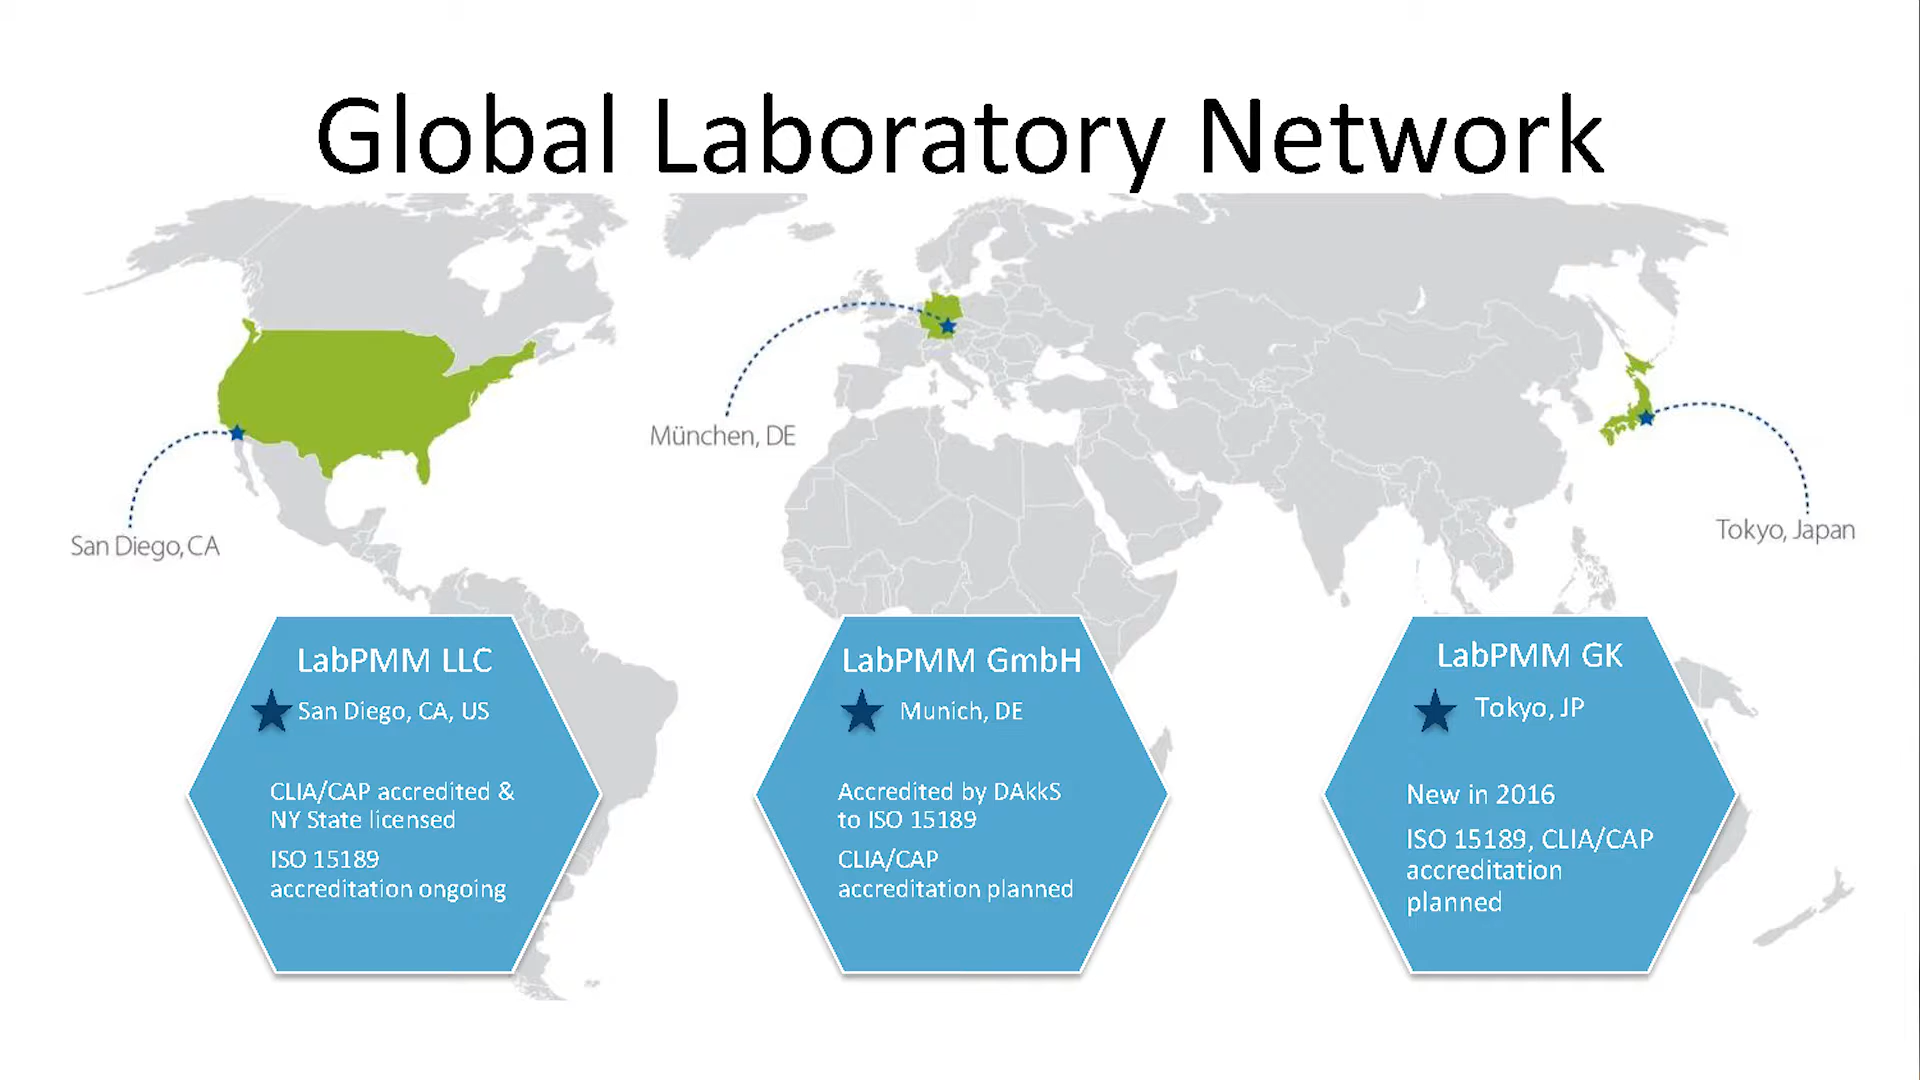 Global Laboratory Network
München, DE
San Diego, CA
Tokyo, Japan
LabPMM LLC
San Diego, CA, US
CLIA/CAP accredited &
NY State licensed
ISO 15189
accreditation ongoing
LabPMM GmbH
Munich, DE
Accredited by DAkkS
to ISO 15189
CLIA/CAP
accreditation planned
LabPMM GK
Tokyo, JP
New in 2016
ISO 15189, CLIA/CAP
accreditation
planned